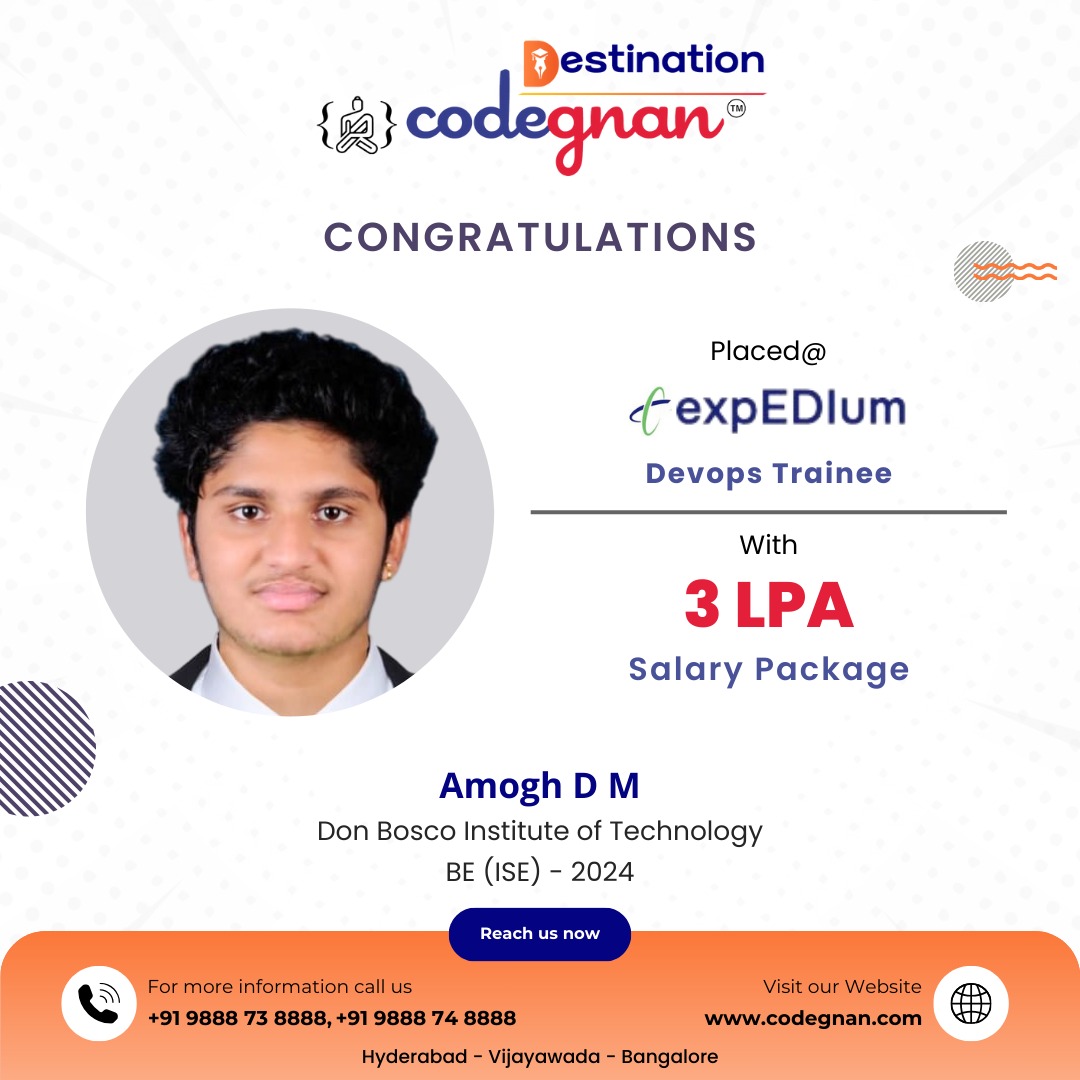 Destination
codegnan TM
CONGRATULATIONS
Placed@
expEDIum
Devops Trainee
With
3 LPA
Salary Package
Amogh D M
Don Bosco Institute of Technology
BE (ISE) - 2024
Reach us now
For more information call us
+91 9888 73 8888, +91 9888 74 8888
Visit our Website
www.codegnan.com
Hyderabad - Vijayawada - Bangalore